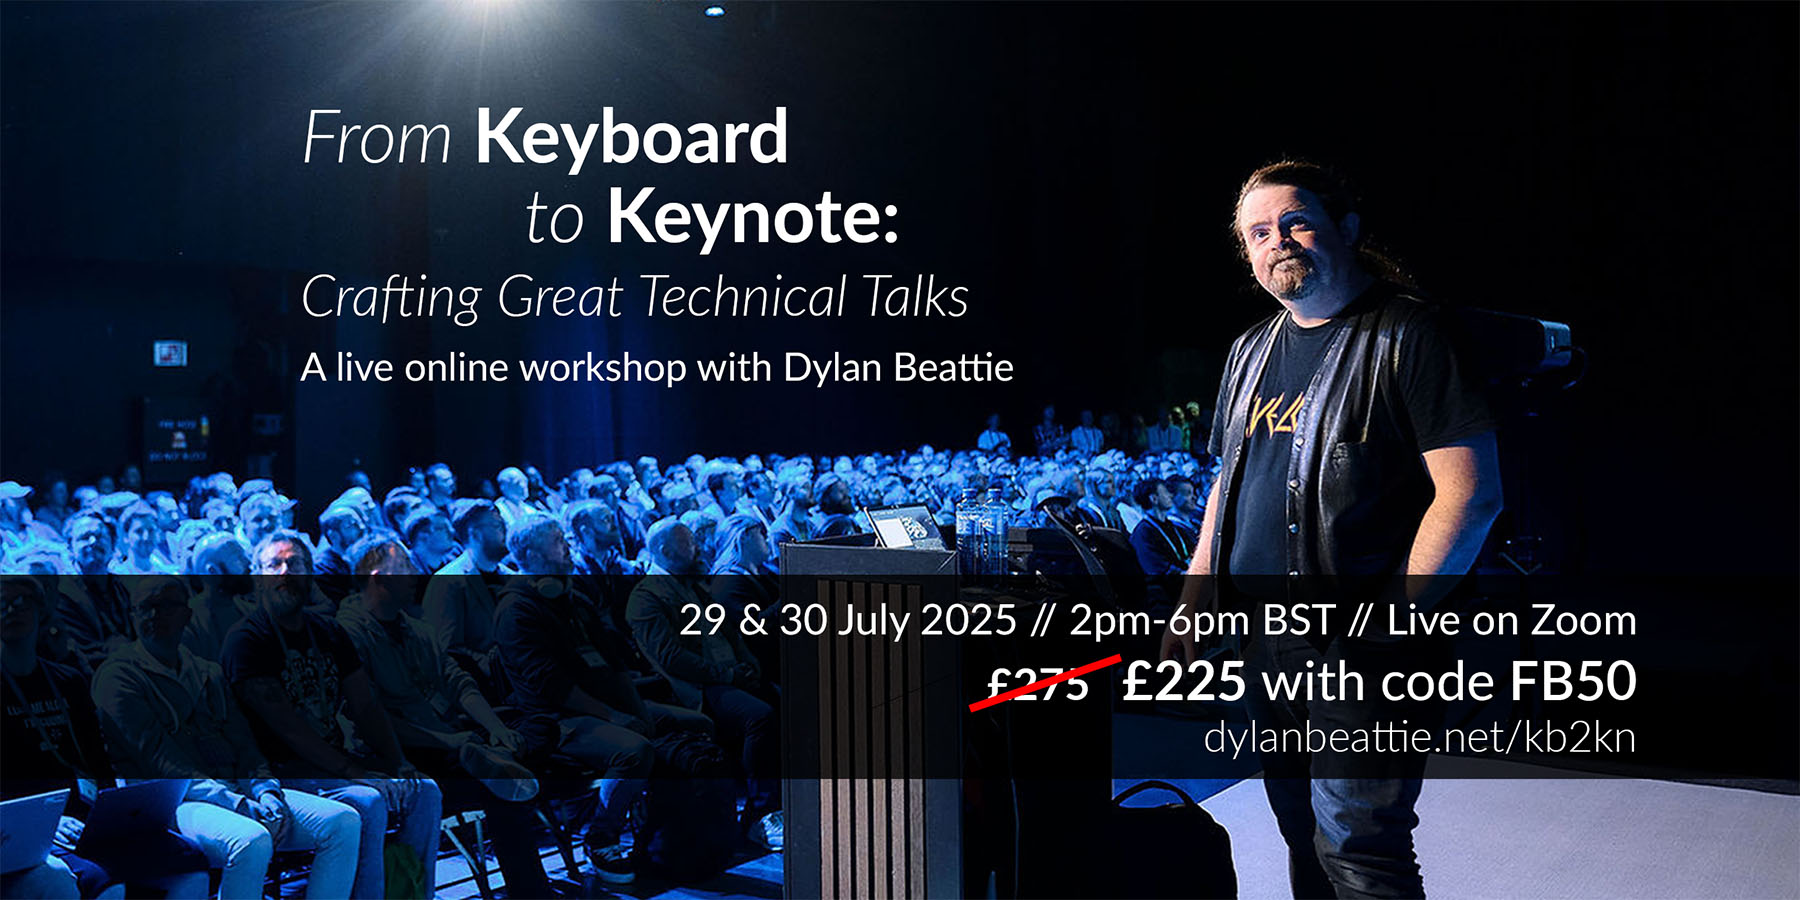 From Keyboard
to Keynote:
Crafting Great Technical Talks
A live online workshop with Dylan Beattie
29 & 30 July 2025 // 2pm-6pm BST // Live on Zoom
£275 £225 with code FB50
dylanbeattie.net/kb2kn